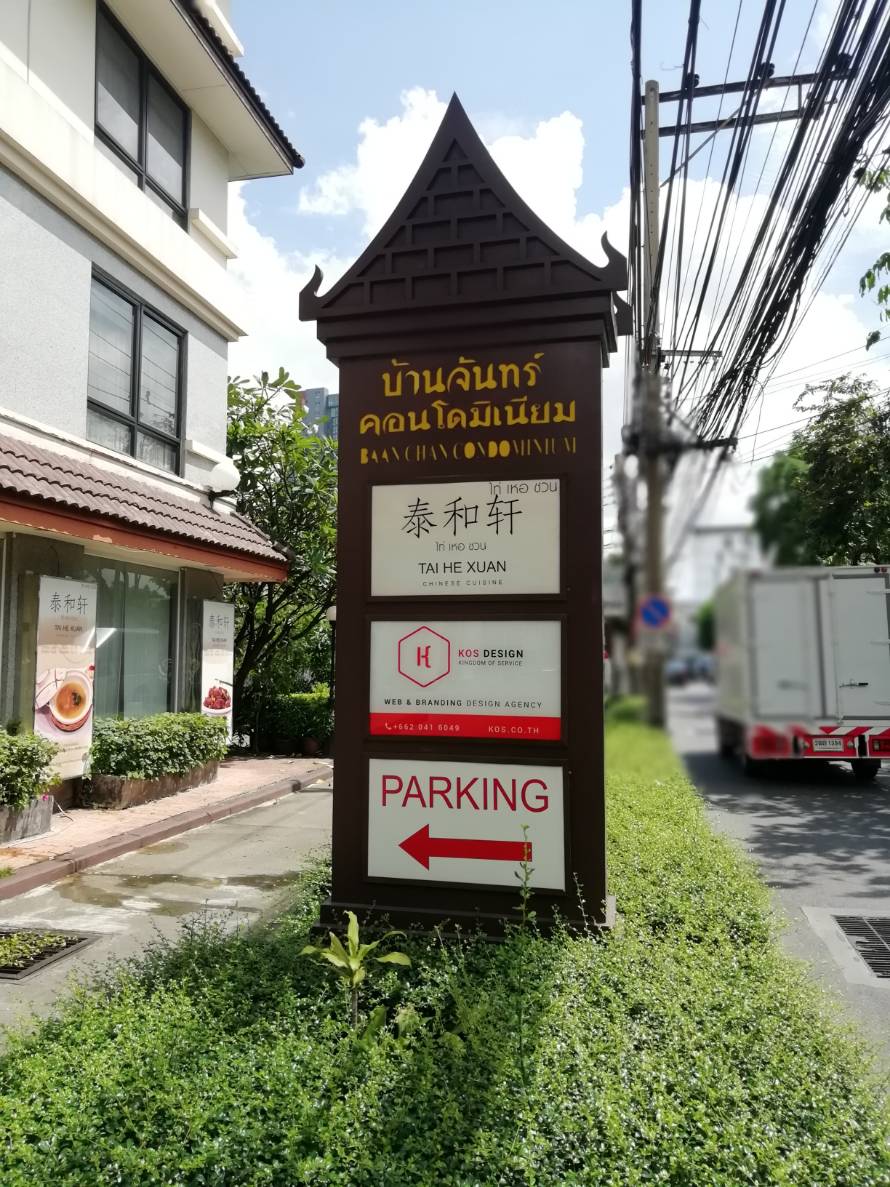 บ้านจันทร์
คอนโดมิเนียม
BAAN CHAN CONDOMINIUM
ไท่ เหอ ซวน
泰和轩
ไท่ เหอ ซวน
TAI HE XUAN
CHINESE CUISINE
KOS DESIGN
KINGDOM OF SERVICE
WEB & BRANDING DESIGN AGENCY
+662 041 6049 KOS.CO.TH
PARKING
泰和轩
TAI HE XUAN
泰和轩
TAI HE XUAN